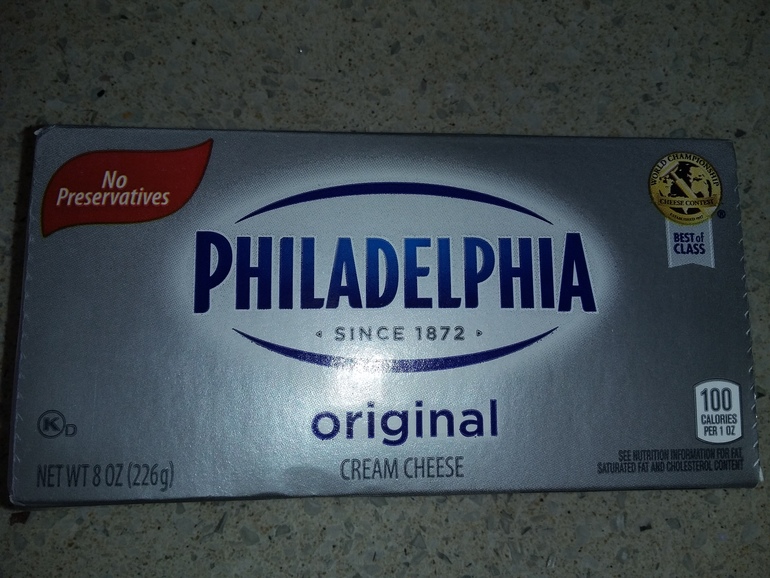 No
Preservatives
WORLD CHAMPIONSHIP
CHEESE CONTEST
BEST of
CLASS
®
PHILADELPHIA
SINCE 1872
original
CREAM CHEESE
K D
NET WT 8 OZ (226g)
100
CALORIES
PER 1 OZ
SEE NUTRITION INFORMATION FOR FAT,
SATURATED FAT AND CHOLESTEROL CONTENT